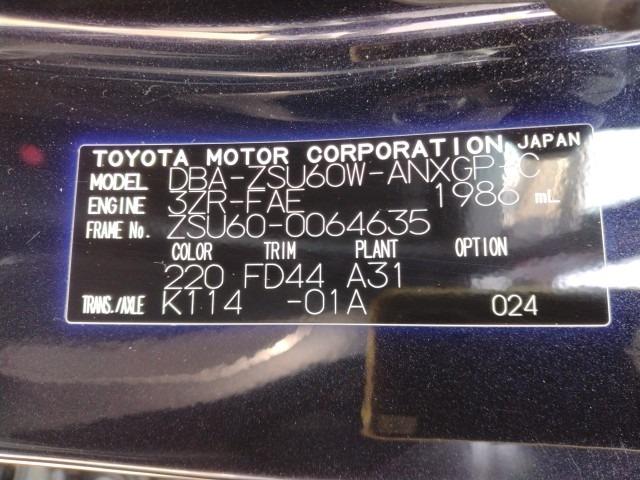 TOYOTA MOTOR CORPORATION JAPAN
MODEL DBA-ZSU60W-ANXGP
ENGINE 3ZR-FAE 1986 mL
FRAME No. ZSU60-0064635
COLOR TRIM PLANT OPTION
220 FD44 A31
TRANS./AXLE K114 -01A 024